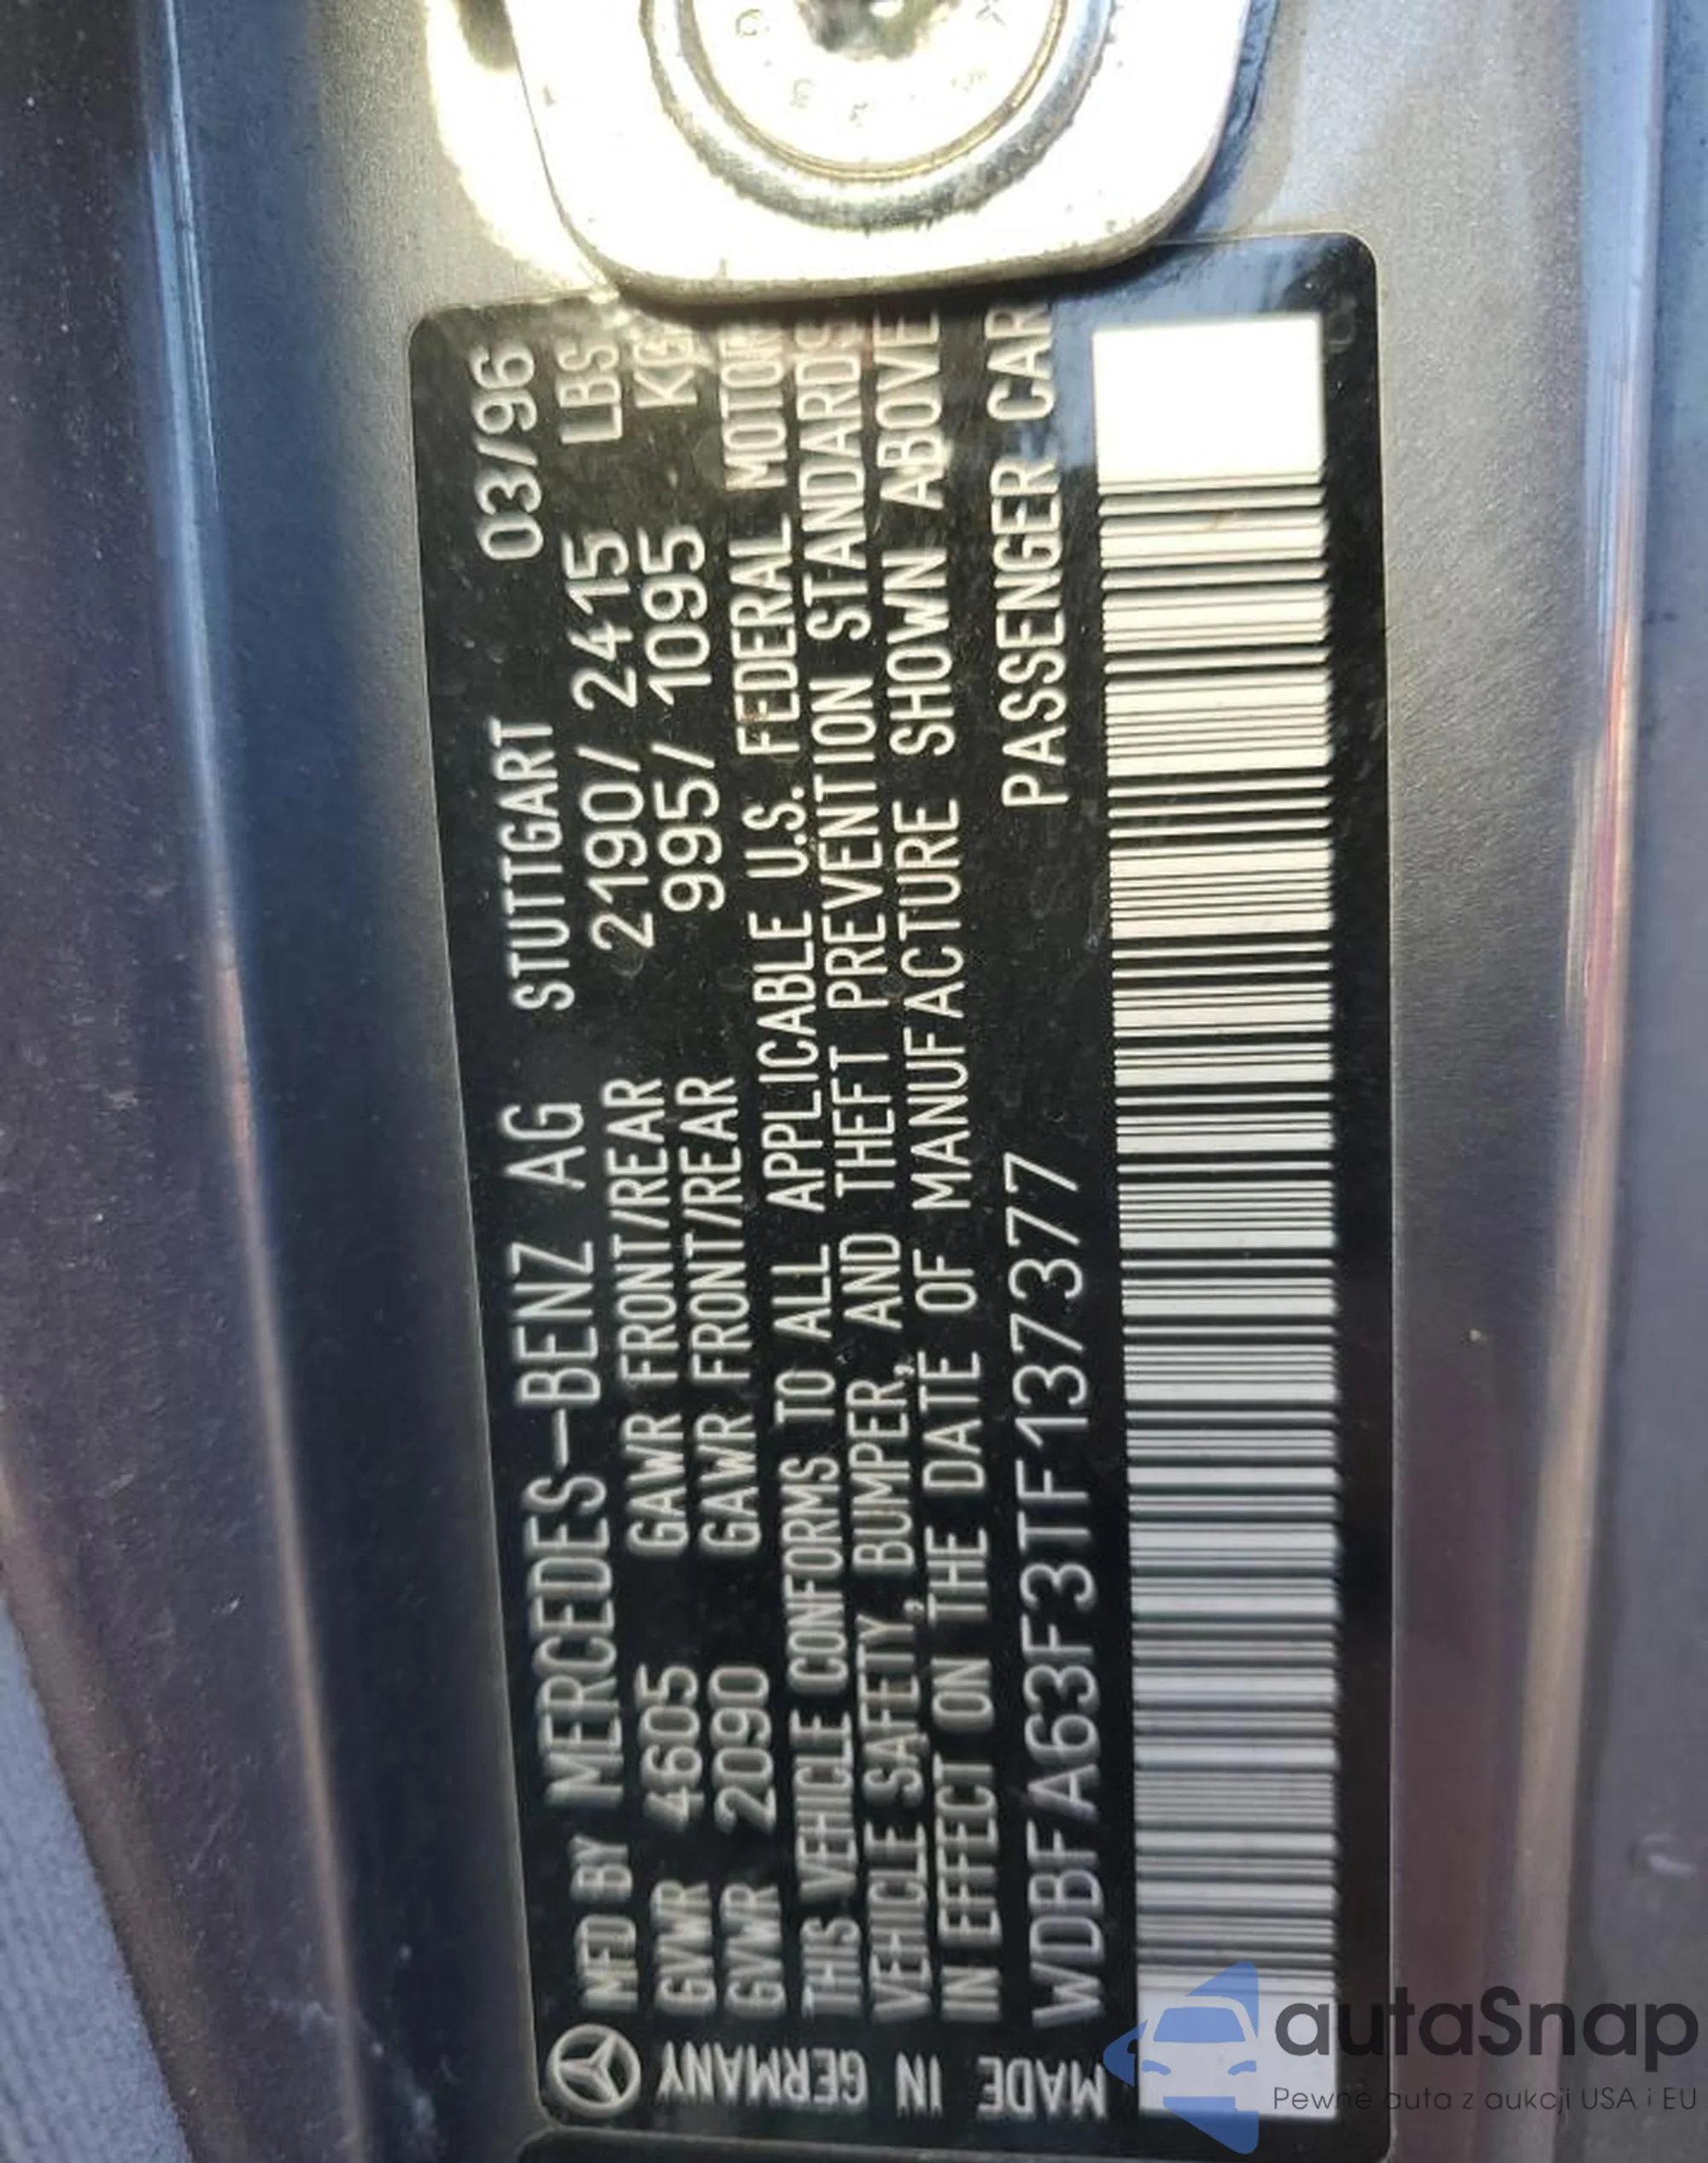 MFD BY MERCEDES-BENZ AG STUTTGART 03/96
GVWR 4605 GAWR FRONT/REAR 2190/ 2415 LBS
GVWR 2090 GAWR FRONT/REAR 995/ 1095 KG
THIS VEHICLE CONFORMS TO ALL APPLICABLE U.S. FEDERAL MOTOR
VEHICLE SAFETY, BUMPER, AND THEFT PREVENTION STANDARDS
IN EFFECT ON THE DATE OF MANUFACTURE SHOWN ABOVE
WDBFA63F3TF137377 PASSENGER CAR
MADE IN GERMANY
autaSnap
Pewne auta z aukcji USA i EU